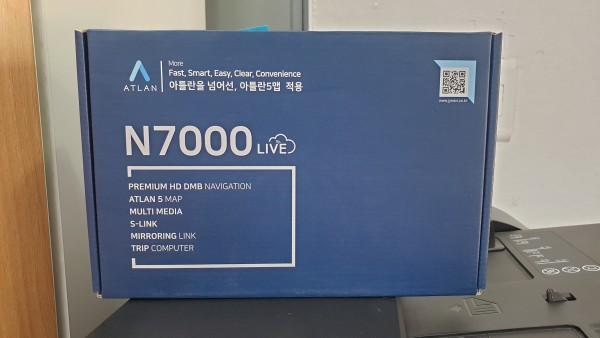 ATLAN
More
Fast, Smart, Easy, Clear, Convenience
아틀란을 넘어선, 아틀란5맵 적용
N7000 LIVE
PREMIUM HD DMB NAVIGATION
ATLAN 5 MAP
MULTI MEDIA
S-LINK
MIRRORING LINK
TRIP COMPUTER